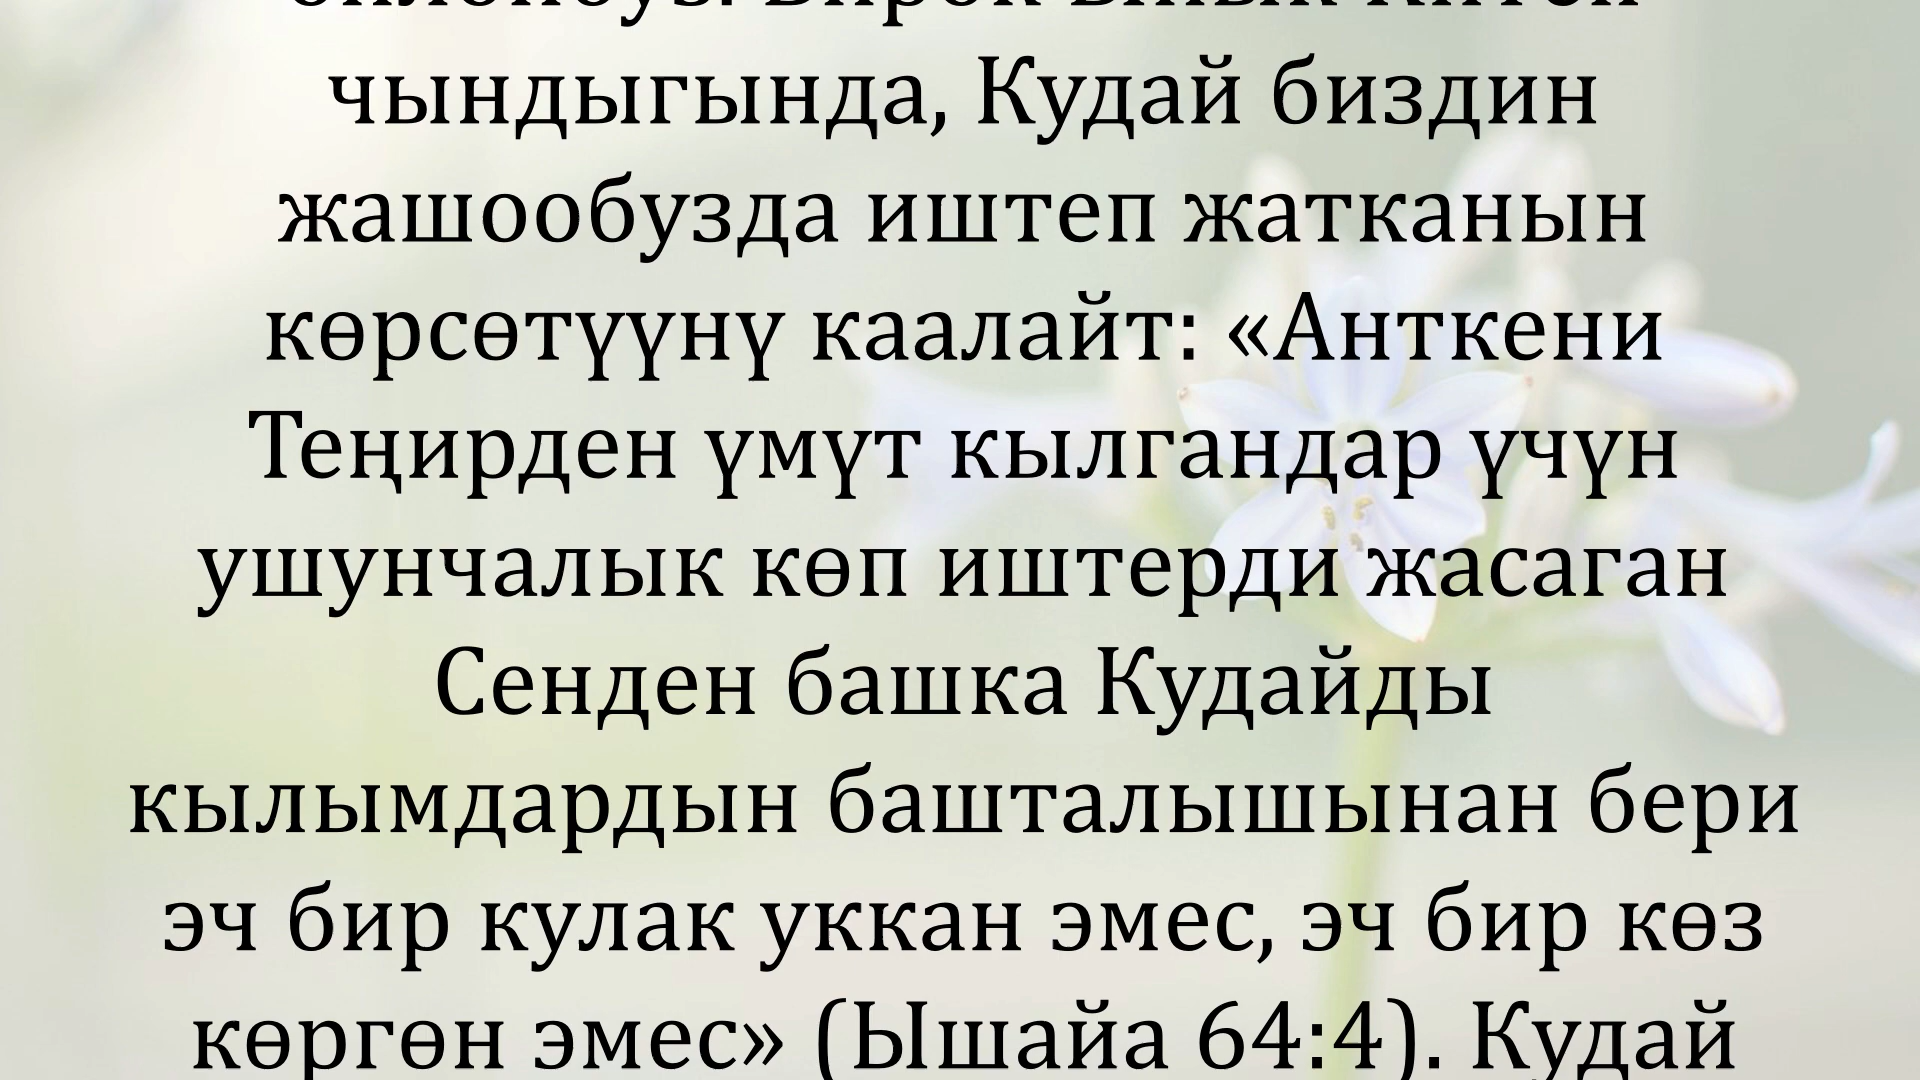 чындыгында, Кудай биздин
жашообузда иштеп жатканын
көрсөтүүнү каалайт: «Анткени
Теңирден үмүт кылгандар үчүн
ушунчалык көп иштерди жасаган
Сенден башка Кудайды
кылымдардын башталышынан бери
эч бир кулак уккан эмес, эч бир көз
көргөн эмес» (Ышайа 64:4). Кудай